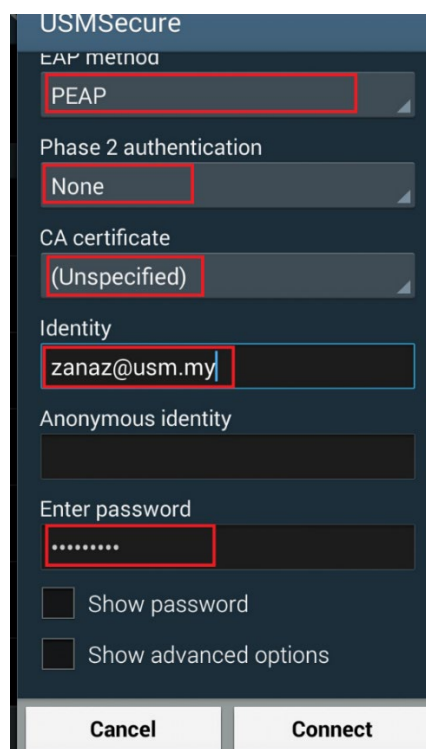 USMSecure
EAP method
PEAP
Phase 2 authentication
None
CA certificate
(Unspecified)
Identity
zanaz@usm.my
Anonymous identity
Enter password
•••••••••
Show password
Show advanced options
Cancel
Connect